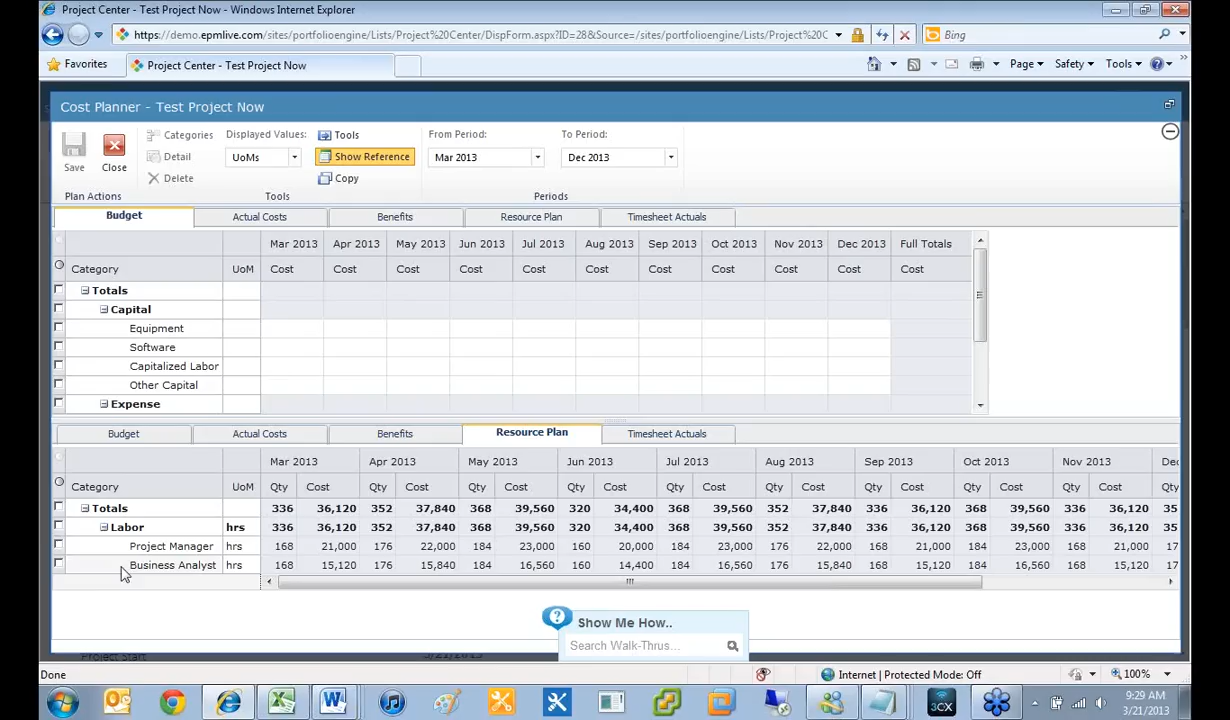 Project Center - Test Project Now - Windows Internet Explorer
https://demo.epmlive.com/sites/portfolioengine/Lists/Project%20Center/DispForm.aspx?ID=28&Source=/sites/portfolioengine/Lists/Project%20C
Bing
Favorites
Project Center - Test Project Now
Page
Safety
Tools
Cost Planner - Test Project Now
Save
Close
Categories
Detail
Delete
Displayed Values:
UoMs
Tools
Show Reference
Copy
From Period:
To Period:
Mar 2013
Dec 2013
Plan Actions
Tools
Periods
Budget
Actual Costs
Benefits
Resource Plan
Timesheet Actuals
Mar 2013 Apr 2013 May 2013 Jun 2013 Jul 2013 Aug 2013 Sep 2013 Oct 2013 Nov 2013 Dec 2013 Full Totals
Category UoM Cost Cost Cost Cost Cost Cost Cost Cost Cost Cost Cost
Totals
Capital
Equipment
Software
Capitalized Labor
Other Capital
Expense
Budget
Actual Costs
Benefits
Resource Plan
Timesheet Actuals
Mar 2013 Apr 2013 May 2013 Jun 2013 Jul 2013 Aug 2013 Sep 2013 Oct 2013 Nov 2013 De
Category UoM Qty Cost Qty Cost Qty Cost Qty Cost Qty Cost Qty Cost Qty Cost Qty Cost Qty Cost Qty
Totals 336 36,120 352 37,840 368 39,560 320 34,400 368 39,560 352 37,840 336 36,120 368 39,560 336 36,120 35
Labor hrs 336 36,120 352 37,840 368 39,560 320 34,400 368 39,560 352 37,840 336 36,120 368 39,560 336 36,120 35
Project Manager hrs 168 21,000 176 22,000 184 23,000 160 20,000 184 23,000 176 22,000 168 21,000 184 23,000 168 21,000 17
Business Analyst hrs 168 15,120 176 15,840 184 16,560 160 14,400 184 16,560 176 15,840 168 15,120 184 16,560 168 15,120 17
Show Me How..
Search Walk-Thrus...
Project Start
3/21/2013
Done
Internet | Protected Mode: Off
100%
3CX
9:29 AM
3/21/2013